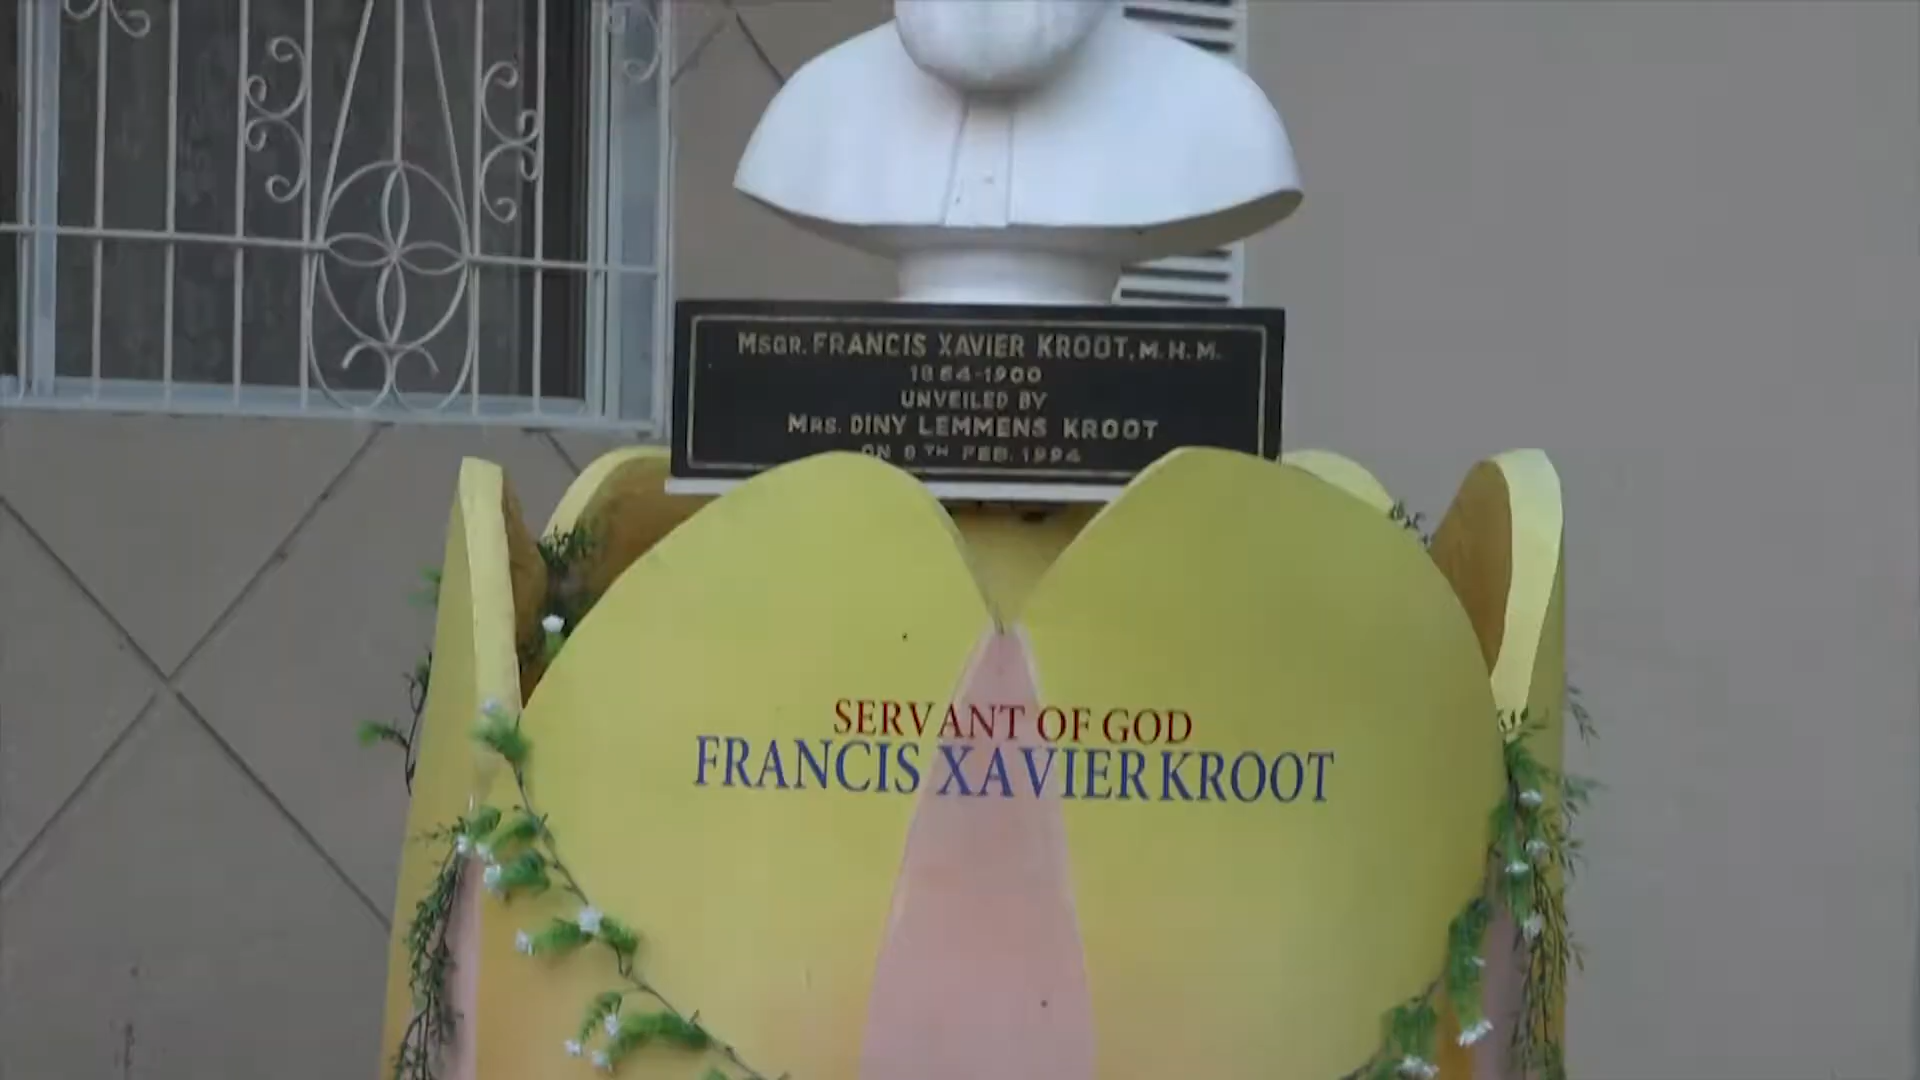 MSGR. FRANCIS XAVIER KROOT, M.H.M.
1854-1900
UNVEILED BY
MRS. DINY LEMMENS KROOT
ON 8TH FEB. 1994
SERVANT OF GOD
FRANCIS XAVIER KROOT